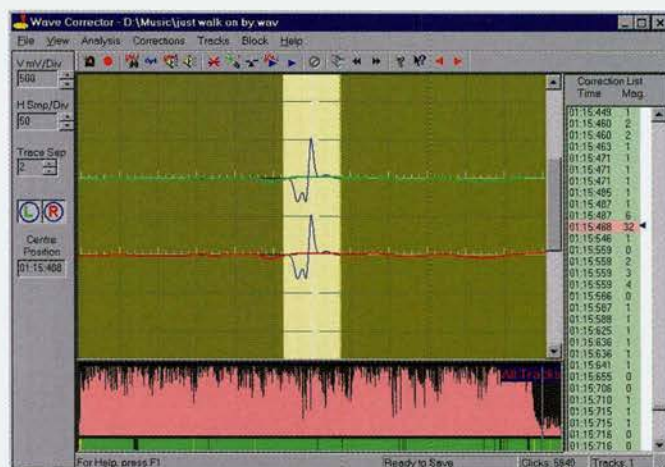 Wave Corrector - D:\Music\just walk on by.wav
File View Analysis Corrections Tracks Block Help
V mV/Div
500
H Smp/Div
50
Trace Sep
2
L R
Centre
Position
01:15:408
Correction List
Time Mag.
01:15:449 1
01:15:460 2
01:15:460 2
01:15:463 1
01:15:471 1
01:15:471 1
01:15:471 1
01:15:485 1
01:15:487 1
01:15:487 6
01:15:488 32
01:15:546 1
01:15:559 0
01:15:559 2
01:15:559 3
01:15:559 4
01:15:586 0
01:15:587 1
01:15:588 1
01:15:625 1
01:15:636 1
01:15:636 1
01:15:641 1
01:15:655 0
01:15:706 0
01:15:710 1
01:15:715 1
01:15:715 1
01:15:716 0
01:15:716 0
All Tracks
For Help, press F1
Ready to Save
Clicks: 5849
Tracks: 1